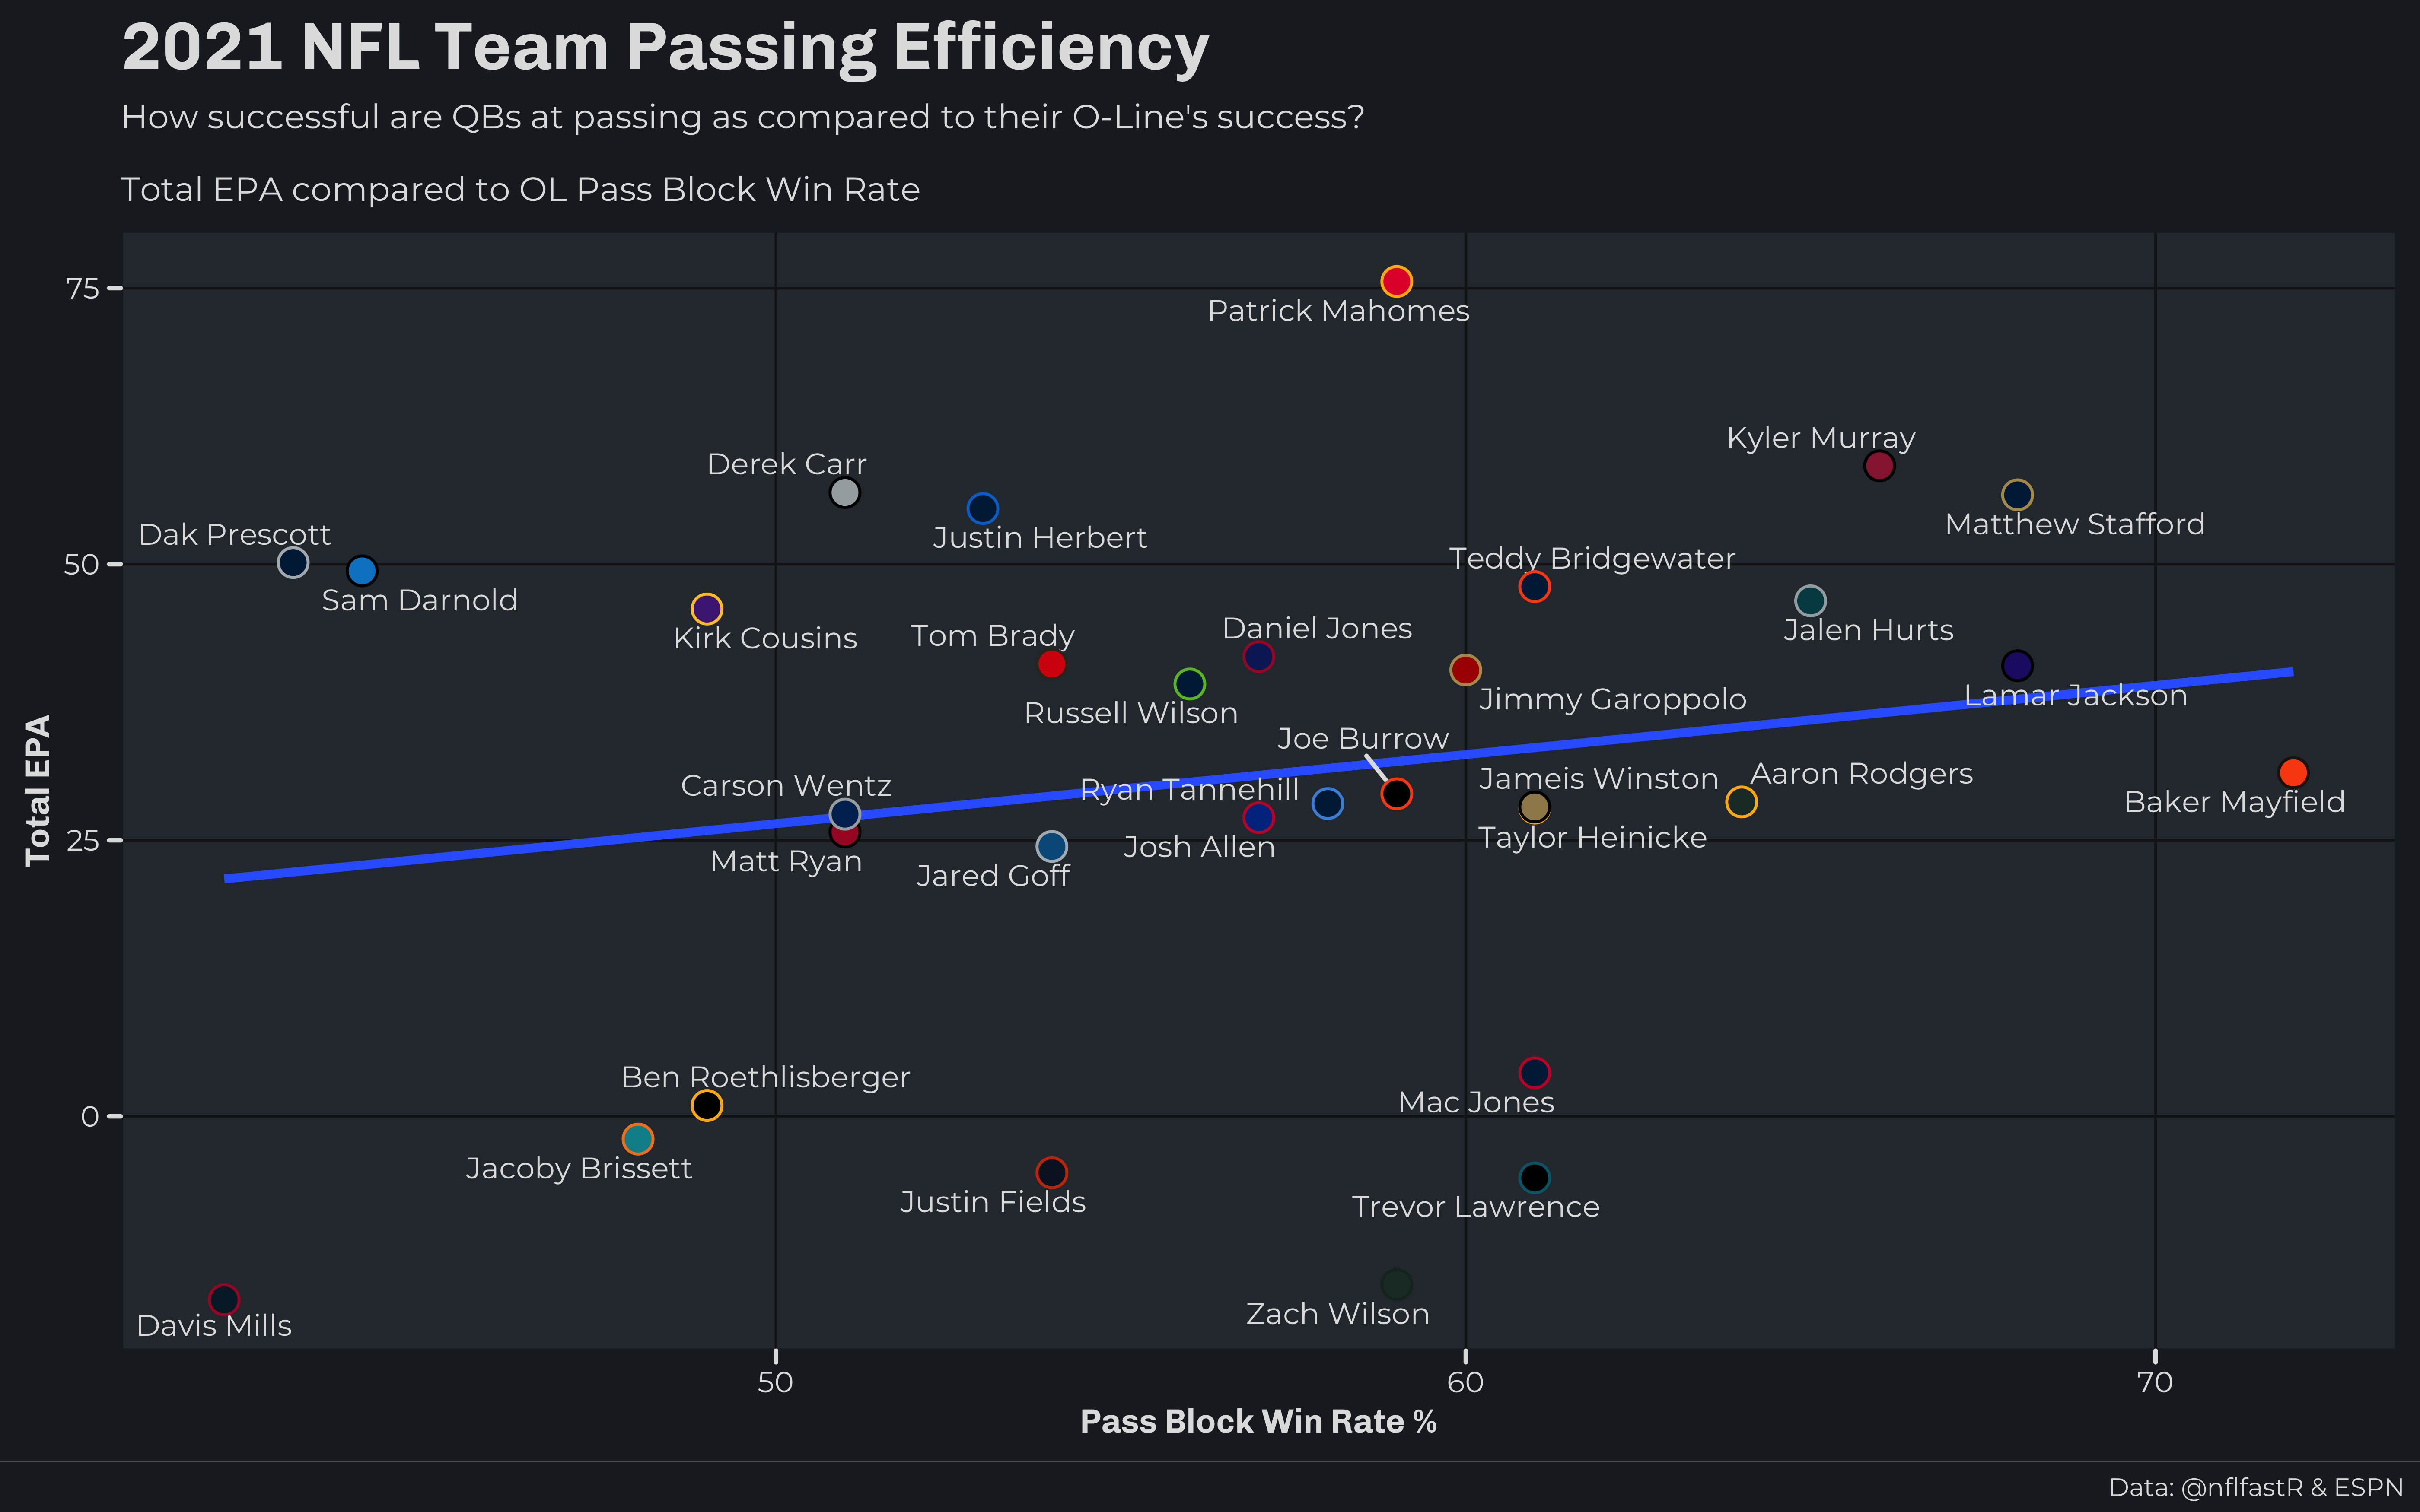 2021 NFL Team Passing Efficiency
How successful are QBs at passing as compared to their O-Line's success?
Total EPA compared to OL Pass Block Win Rate
75
Patrick Mahomes
Kyler Murray
Derek Carr
Matthew Stafford
Dak Prescott
Justin Herbert
Teddy Bridgewater
50
Sam Darnold
Kirk Cousins
Tom Brady
Daniel Jones
Jalen Hurts
Russell Wilson
Jimmy Garoppolo
Lamar Jackson
Joe Burrow
Carson Wentz
Ryan Tannehill
Jameis Winston
Aaron Rodgers
Baker Mayfield
Total EPA
25
Matt Ryan
Jared Goff
Josh Allen
Taylor Heinicke
Ben Roethlisberger
Mac Jones
0
Jacoby Brissett
Justin Fields
Trevor Lawrence
Davis Mills
Zach Wilson
50
60
70
Pass Block Win Rate %
Data: @nflfastR & ESPN